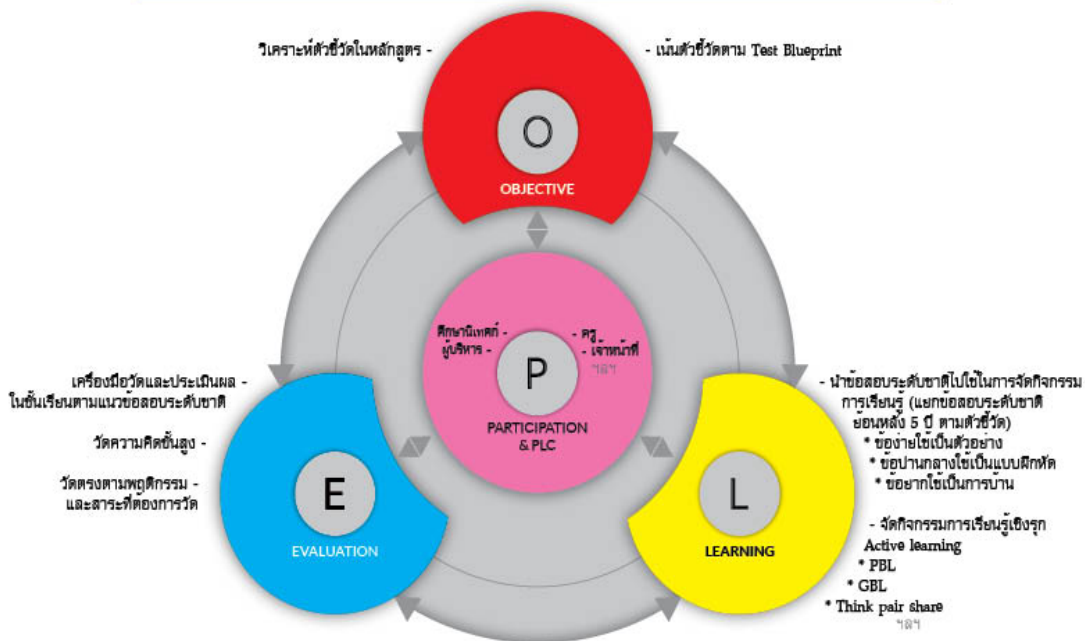 วิเคราะห์ตัวชี้วัดในหลักสูตร -
- เน้นตัวชี้วัดตาม Test Blueprint
O
OBJECTIVE
ศึกษานิเทศก์ -
ผู้บริหาร -
- ครู
- เจ้าหน้าที่
ฯลฯ
P
PARTICIPATION
& PLC
เครื่องมือวัดและประเมินผล -
ในชั้นเรียนตามแนวข้อสอบระดับชาติ
วัดความคิดขั้นสูง -
วัดตรงตามพฤติกรรม -
และสาระที่ต้องการวัด
E
EVALUATION
L
LEARNING
- นำข้อสอบระดับชาติไปใช้ในการจัดกิจกรรม
การเรียนรู้ (แยกข้อสอบระดับชาติ
ย้อนหลัง 5 ปี ตามตัวชี้วัด)
* ข้อง่ายใช้เป็นตัวอย่าง
* ข้อปานกลางใช้เป็นแบบฝึกหัด
* ข้อยากใช้เป็นการบ้าน
- จัดกิจกรรมการเรียนรู้เชิงรุก
Active learning
* PBL
* GBL
* Think pair share
ฯลฯ